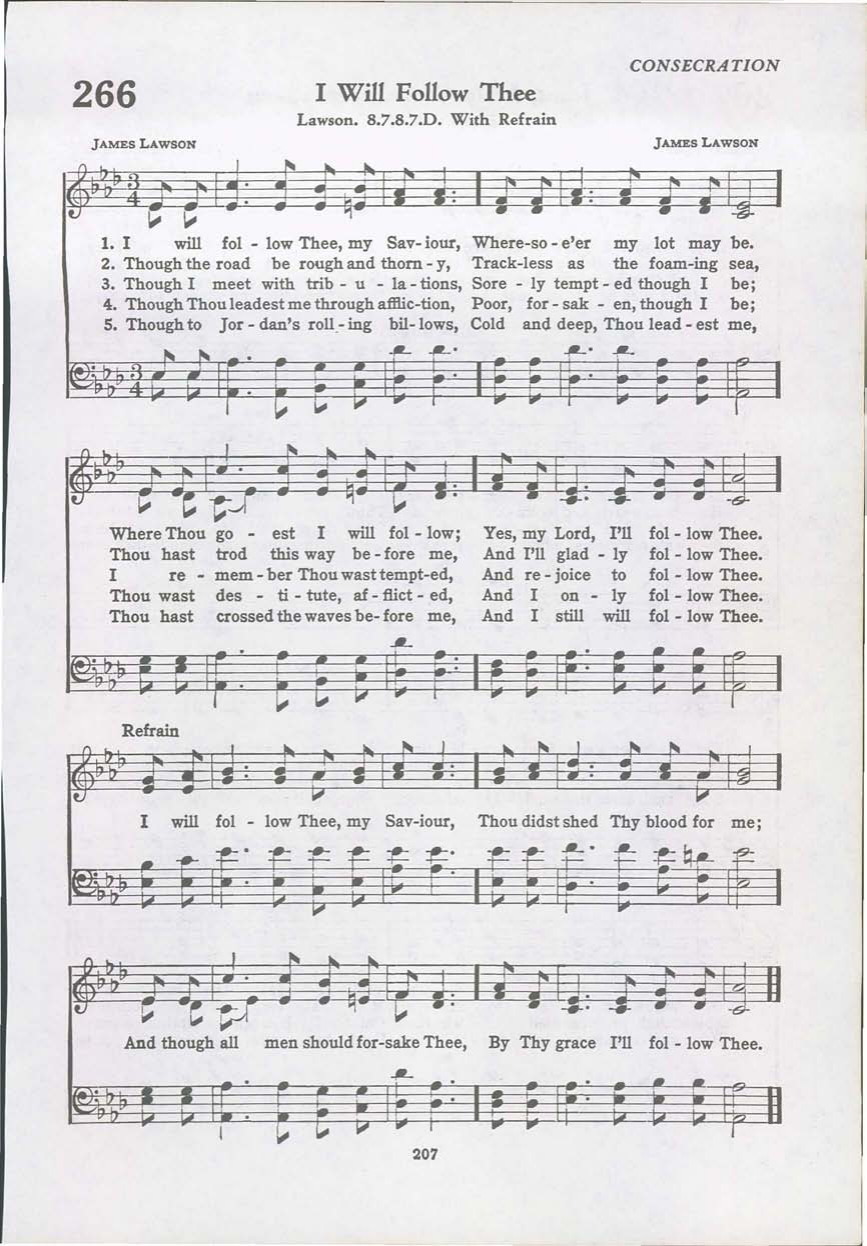 CONSECRATION
266
I Will Follow Thee
Lawson. 8.7.8.7.D. With Refrain
JAMES LAWSON JAMES LAWSON
3 4
1. I will fol - low Thee, my Sav - iour, Where-so - e'er my lot may be.
2. Though the road be rough and thorn - y, Track-less as the foam-ing sea,
3. Though I meet with trib - u - la - tions, Sore - ly tempt - ed though I be;
4. Though Thou leadest me through afflic-tion, Poor, for - sak - en, though I be;
5. Though to Jor - dan's roll - ing bil - lows, Cold and deep, Thou lead - est me,
3 4
Where Thou go - est I will fol - low; Yes, my Lord, I'll fol - low Thee.
Thou hast trod this way be - fore me, And I'll glad - ly fol - low Thee.
I re - mem - ber Thou wast tempt-ed, And re - joice to fol - low Thee.
Thou wast des - ti - tute, af - flict - ed, And I on - ly fol - low Thee.
Thou hast crossed the waves be - fore me, And I still will fol - low Thee.
Refrain
I will fol - low Thee, my Sav-iour, Thou didst shed Thy blood for me;
And though all men should for-sake Thee, By Thy grace I'll fol - low Thee.
207